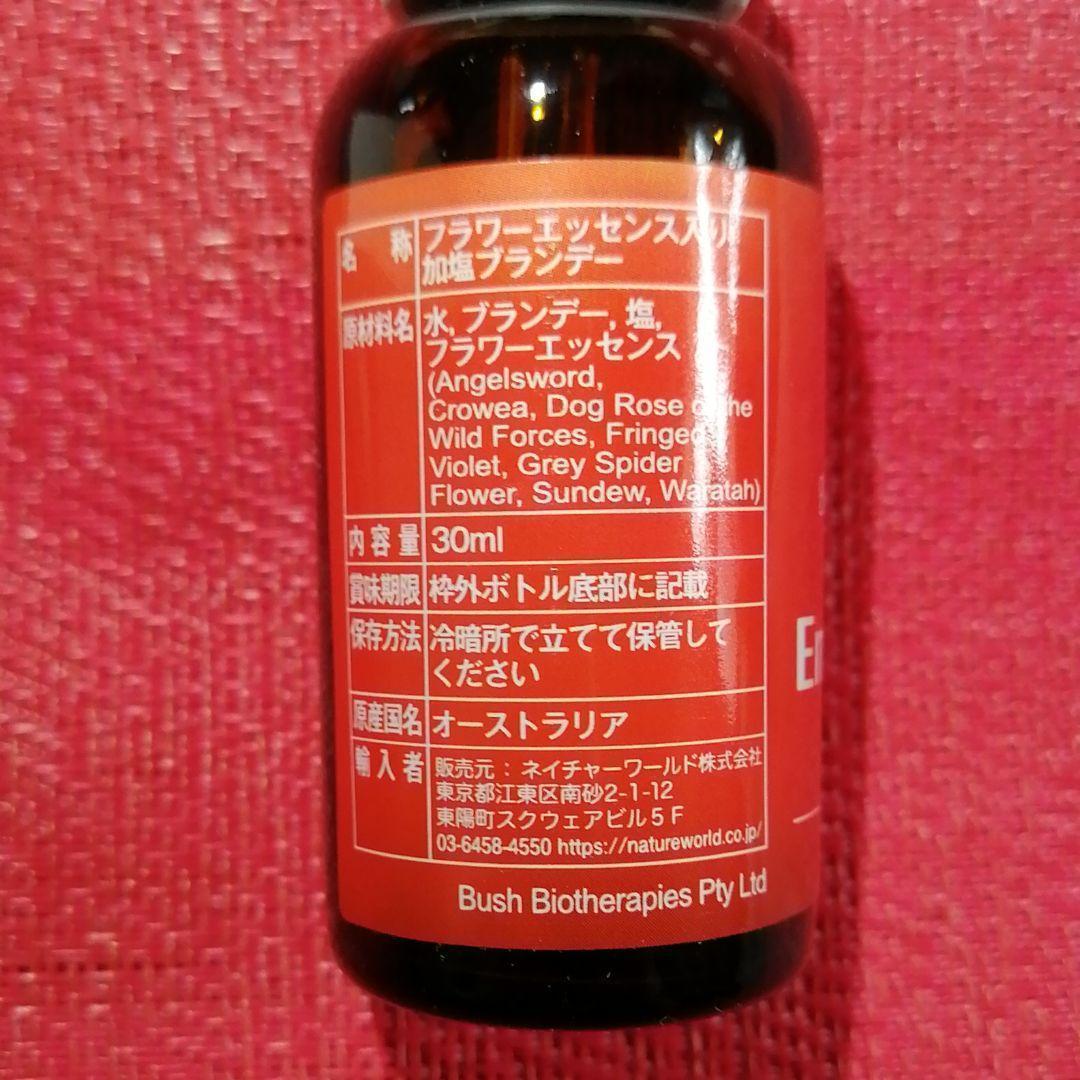 名称 フラワーエッセンス入り
加塩ブランデー
原材料名 水, ブランデー, 塩,
フラワーエッセンス
(Angelsword,
Crowea, Dog Rose of the
Wild Forces, Fringed
Violet, Grey Spider
Flower, Sundew, Waratah)
内容量 30ml
賞味期限 枠外ボトル底部に記載
保存方法 冷暗所で立てて保管して
ください
原産国名 オーストラリア
輸入者 販売元 : ネイチャーワールド株式会社
東京都江東区南砂2-1-12
東陽町スクウェアビル5F
03-6458-4550 https://natureworld.co.jp/
Bush Biotherapies Pty Ltd